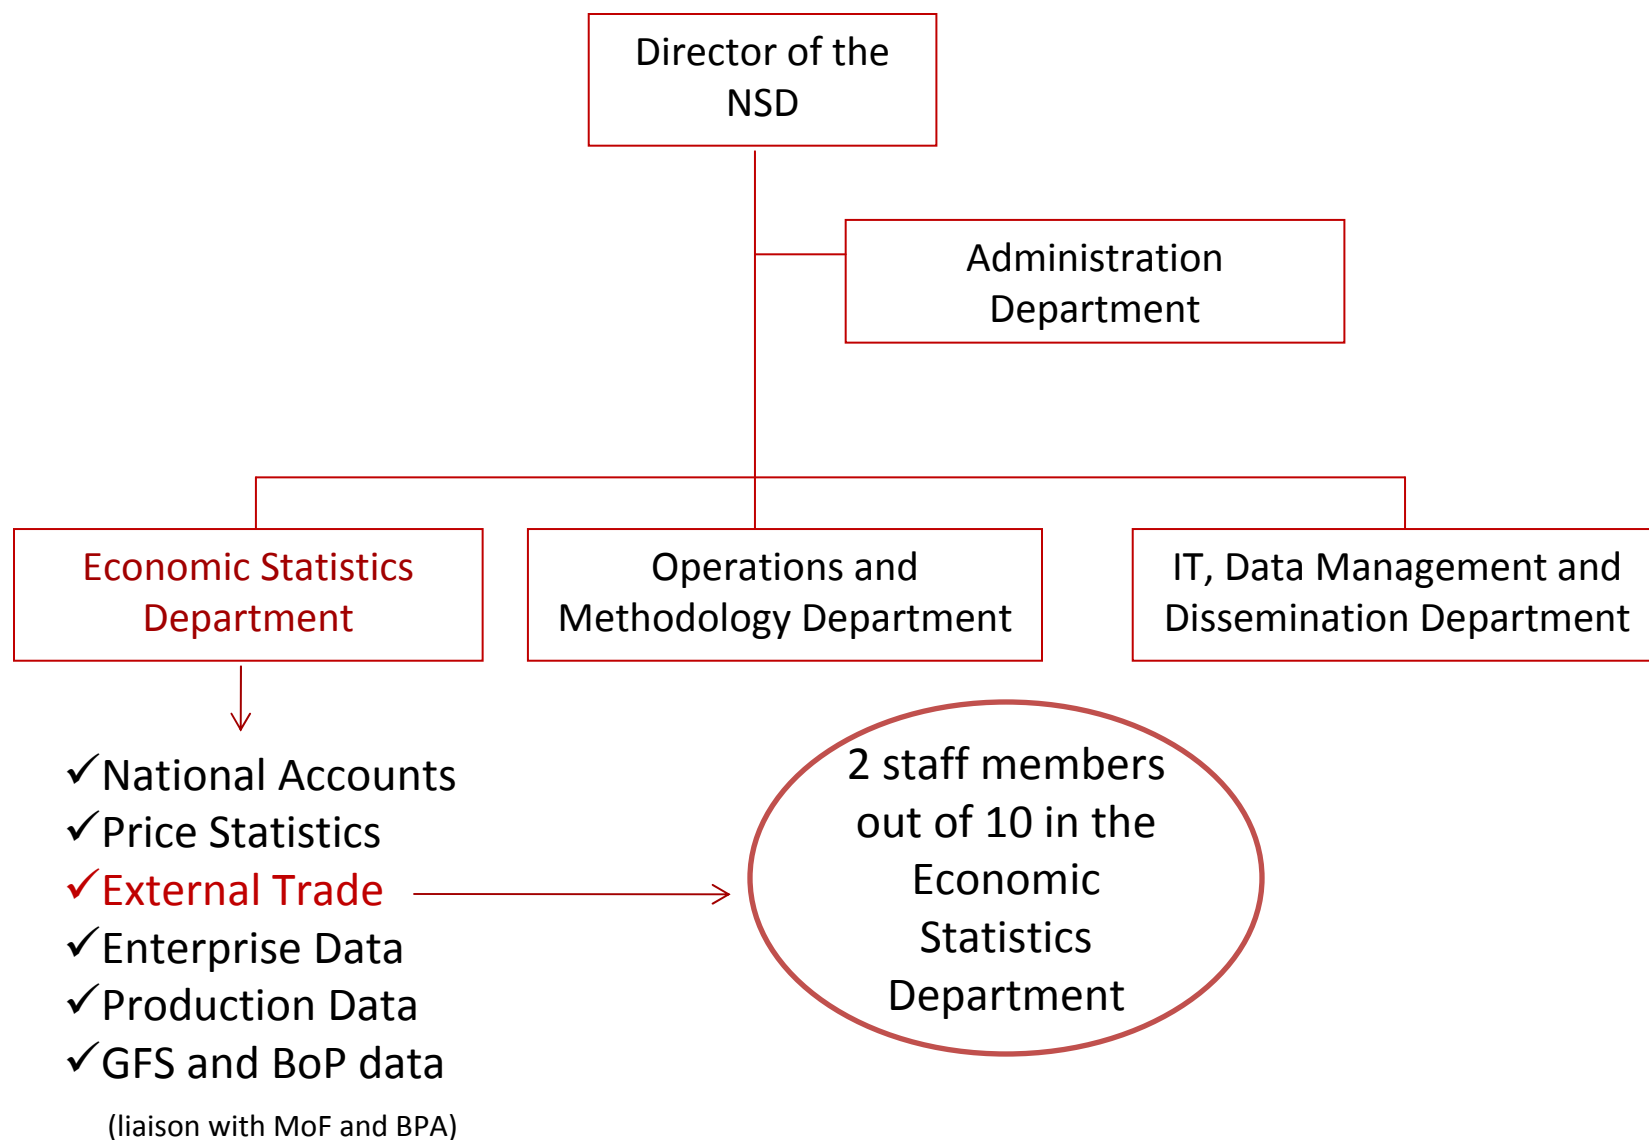 Director of the
NSD
Administration
Department
Economic Statistics
Department
Operations and
Methodology Department
IT, Data Management and
Dissemination Department
✓National Accounts
✓Price Statistics
✓External Trade
✓Enterprise Data
✓Production Data
✓GFS and BoP data
(liaison with MoF and BPA)
2 staff members
out of 10 in the
Economic
Statistics
Department